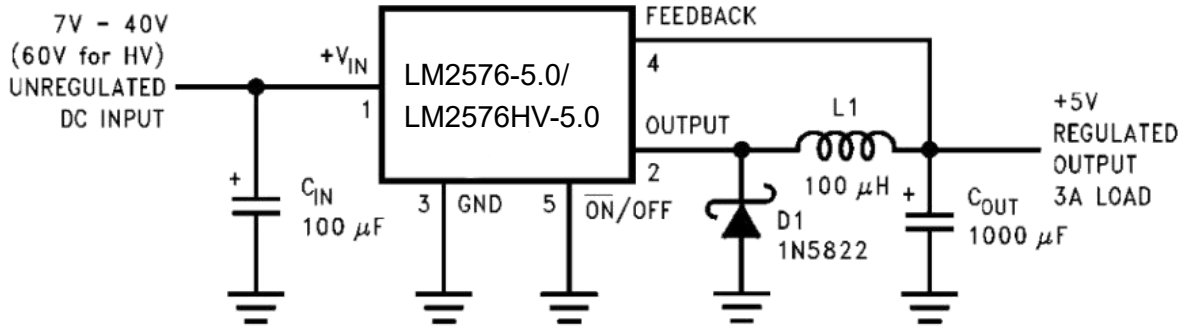 7V – 40V
(60V for HV)
UNREGULATED
DC INPUT
+VIN
1
LM2576-5.0/
LM2576HV-5.0
FEEDBACK
4
OUTPUT
2
L1
100 μH
+5V
REGULATED
OUTPUT
3A LOAD
+
CIN
100 μF
3
GND
5
ON/OFF
D1
1N5822
+
COUT
1000 μF